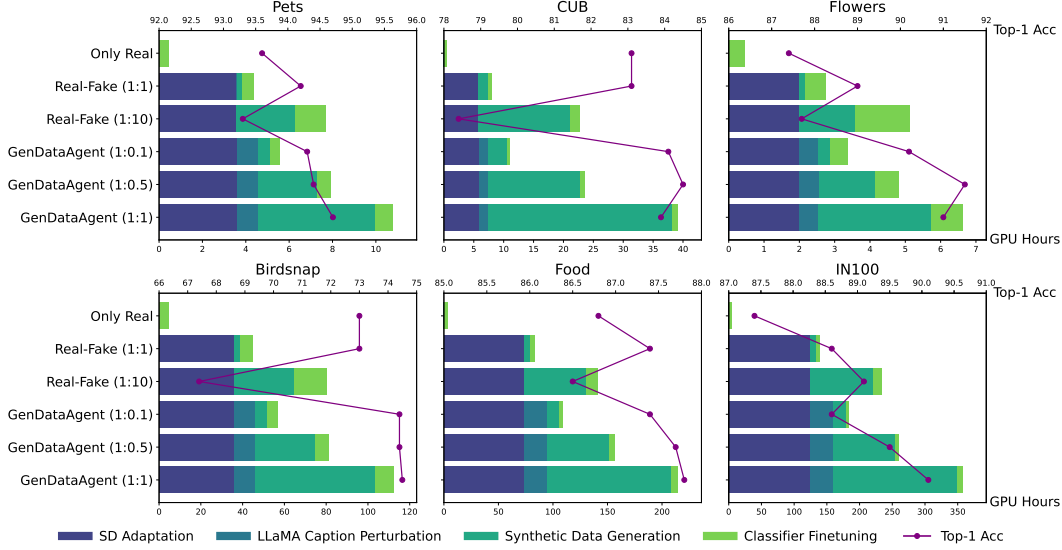 Pets CUB Flowers
92.0 92.5 93.0 93.5 94.0 94.5 95.0 95.5 96.0 78 79 80 81 82 83 84 85 86 87 88 89 90 91 92
Top-1 Acc
Only Real
Real-Fake (1:1)
Real-Fake (1:10)
GenDataAgent (1:0.1)
GenDataAgent (1:0.5)
GenDataAgent (1:1)
GPU Hours
0 2 4 6 8 10 0 5 10 15 20 25 30 35 40 0 1 2 3 4 5 6 7
Birdsnap Food IN100
66 67 68 69 70 71 72 73 74 75 85.0 85.5 86.0 86.5 87.0 87.5 88.0 87.0 87.5 88.0 88.5 89.0 89.5 90.0 90.5 91.0
Top-1 Acc
Only Real
Real-Fake (1:1)
Real-Fake (1:10)
GenDataAgent (1:0.1)
GenDataAgent (1:0.5)
GenDataAgent (1:1)
GPU Hours
0 20 40 60 80 100 120 0 25 50 75 100 125 150 175 200 0 50 100 150 200 250 300 350
SD Adaptation LLaMA Caption Perturbation Synthetic Data Generation Classifier Finetuning Top-1 Acc